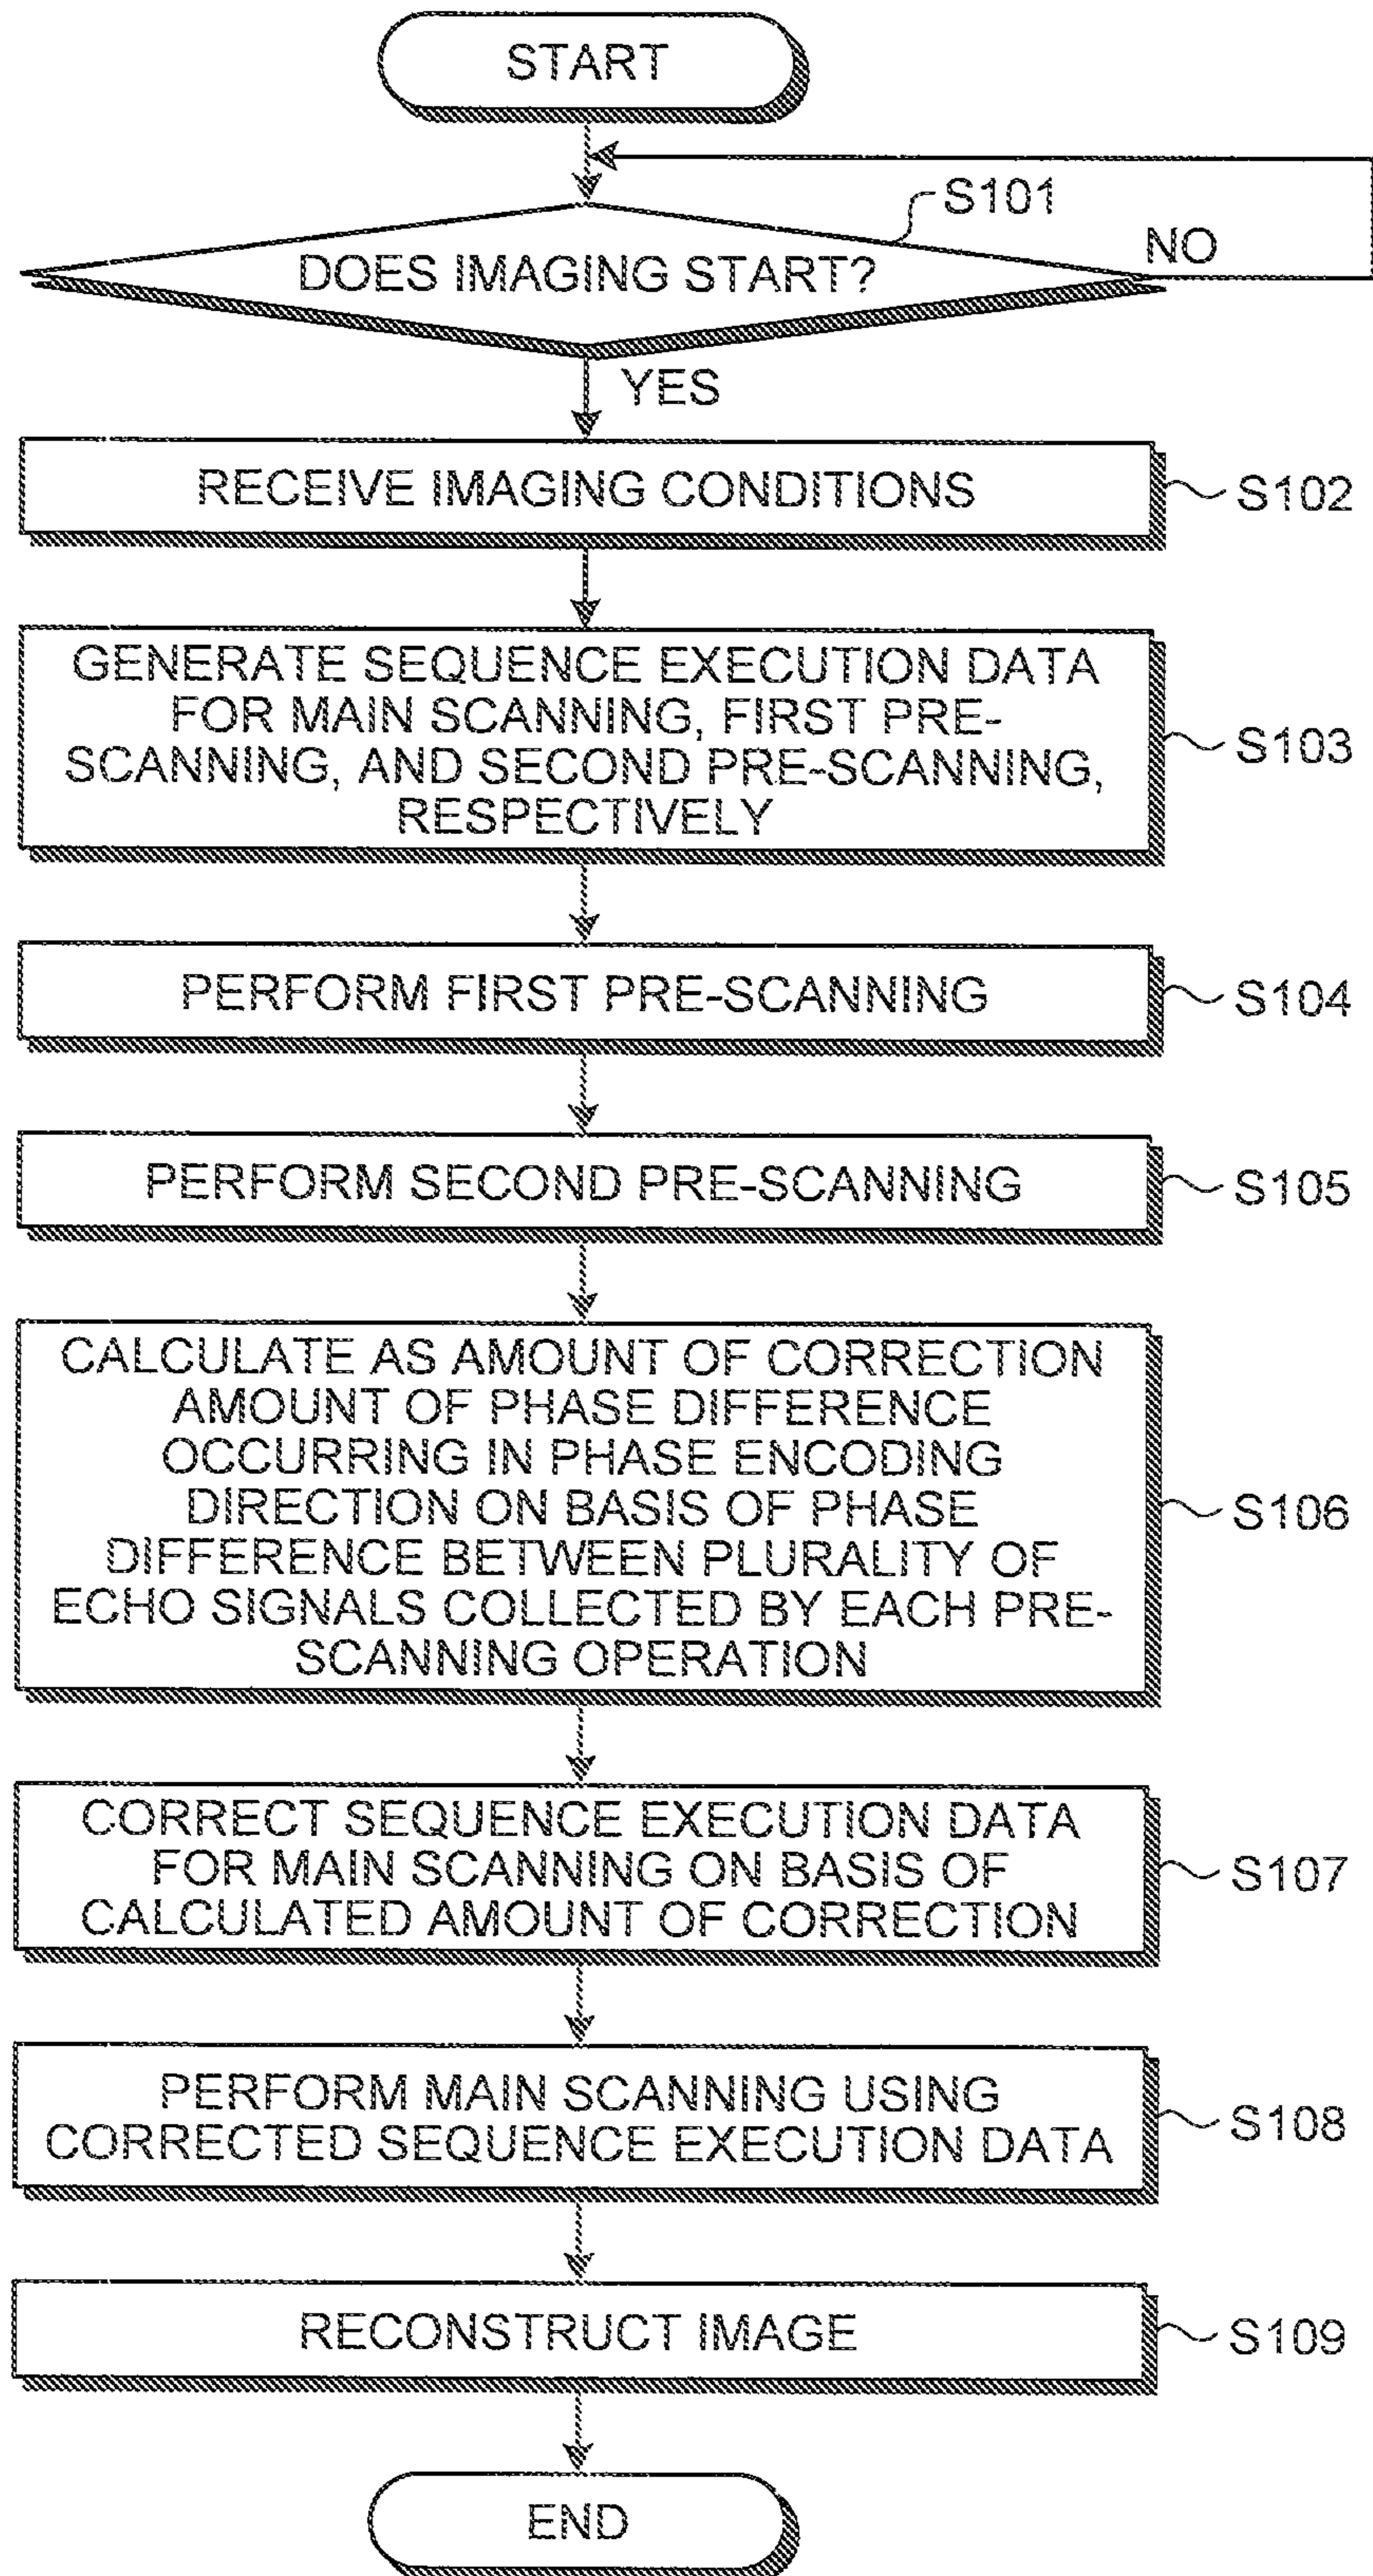 START
S101
NO
DOES IMAGING START?
YES
RECEIVE IMAGING CONDITIONS
S102
GENERATE SEQUENCE EXECUTION DATA
FOR MAIN SCANNING, FIRST PRE-
SCANNING, AND SECOND PRE-SCANNING,
RESPECTIVELY
S103
PERFORM FIRST PRE-SCANNING
S104
PERFORM SECOND PRE-SCANNING
S105
CALCULATE AS AMOUNT OF CORRECTION
AMOUNT OF PHASE DIFFERENCE
OCCURRING IN PHASE ENCODING
DIRECTION ON BASIS OF PHASE
DIFFERENCE BETWEEN PLURALITY OF
ECHO SIGNALS COLLECTED BY EACH PRE-
SCANNING OPERATION
S106
CORRECT SEQUENCE EXECUTION DATA
FOR MAIN SCANNING ON BASIS OF
CALCULATED AMOUNT OF CORRECTION
S107
PERFORM MAIN SCANNING USING
CORRECTED SEQUENCE EXECUTION DATA
S108
RECONSTRUCT IMAGE
S109
END